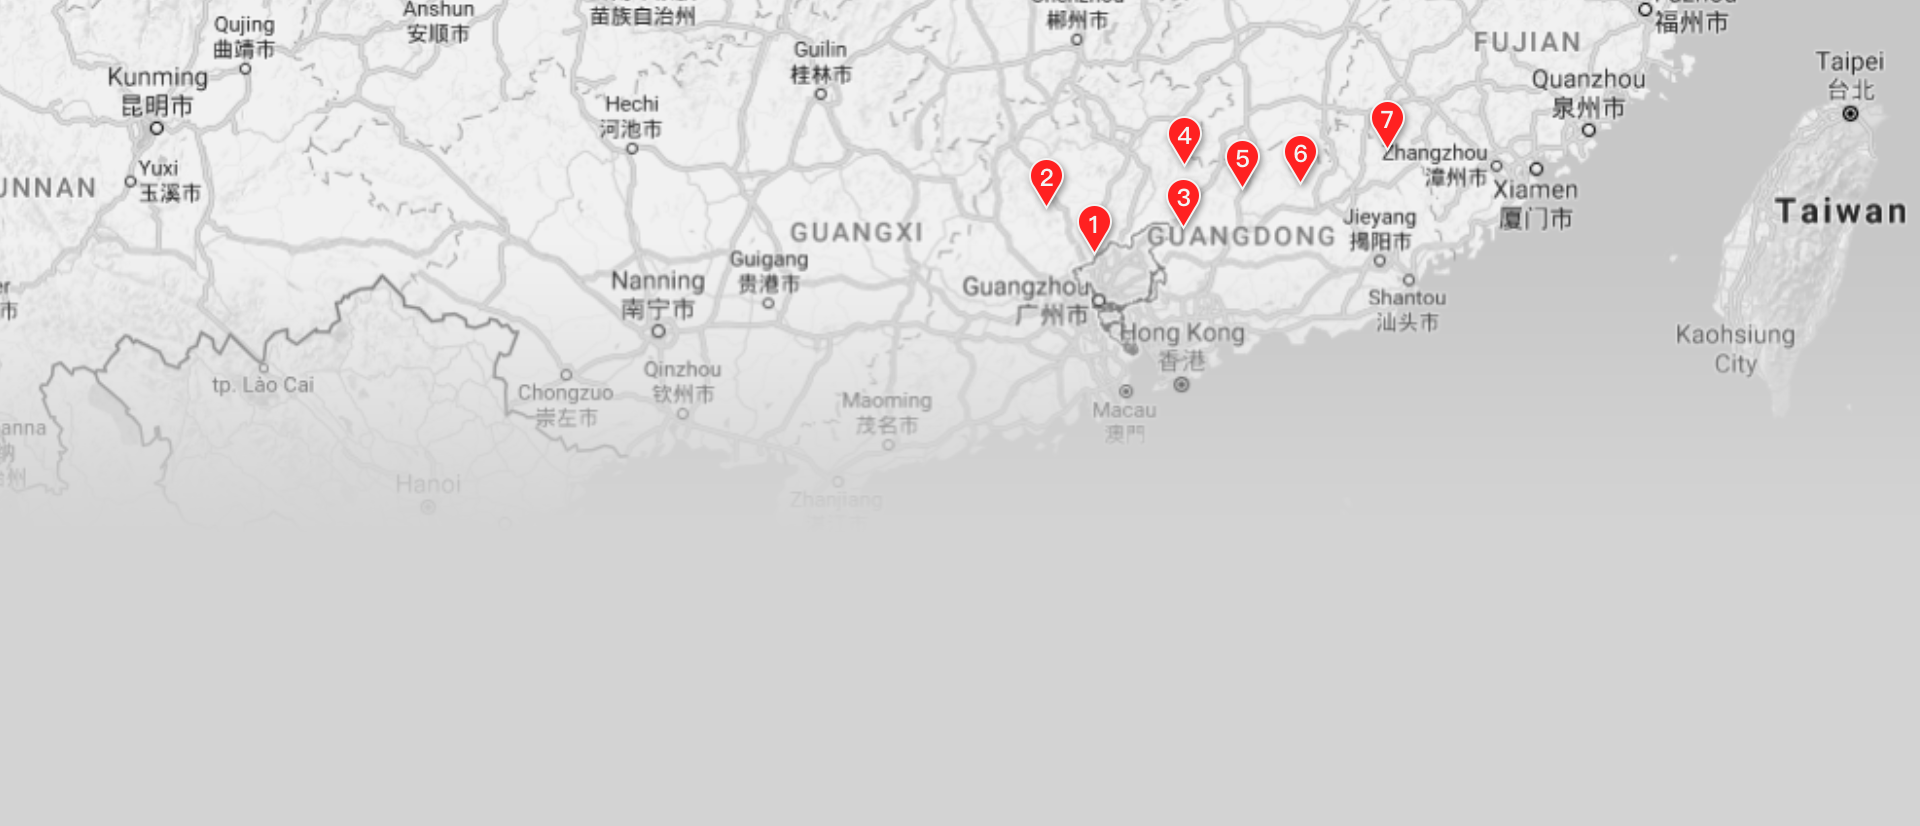 Anshun
安顺市
苗族自治州
郴州市
福州市
Qujing
曲靖市
FUJIAN
Guilin
桂林市
Taipei
台北
Kunming
昆明市
Quanzhou
泉州市
Hechi
河池市
7
4
6
5
Zhangzhou
漳州市
Yuxi
玉溪市
2
3
Xiamen
厦门市
Taiwan
1
Jieyang
揭阳市
GUANGXI
GUANGDONG
Guigang
贵港市
Nanning
南宁市
Guangzhou
广州市
Shantou
汕头市
市
Hong Kong
香港
Kaohsiung
City
tp. Lào Cai
Qinzhou
钦州市
Chongzuo
崇左市
Maoming
茂名市
Macau
澳門
Hanoi
Zhanjiang